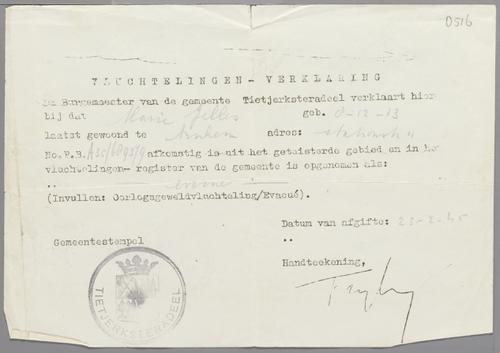 0516
VLUCHTELINGEN - VERKLARING
De Burgemeester van de gemeente Tietjerksteradeel verklaart hier
bij dat Marie Jelles geb. 8-12-13
laatst gewoond te Arnhem adres:
No.P.B. afkomstig is uit het geteisterde gebied en in het
vluchtelingen- register van de gemeente is opgenomen als:
..
(Invullen: Oorlogsgeweldvluchteling/Evacué).
Datum van afgifte: 23-2-45
..
Gemeentestempel
Handteekening,
TIETJERKSTERADEEL